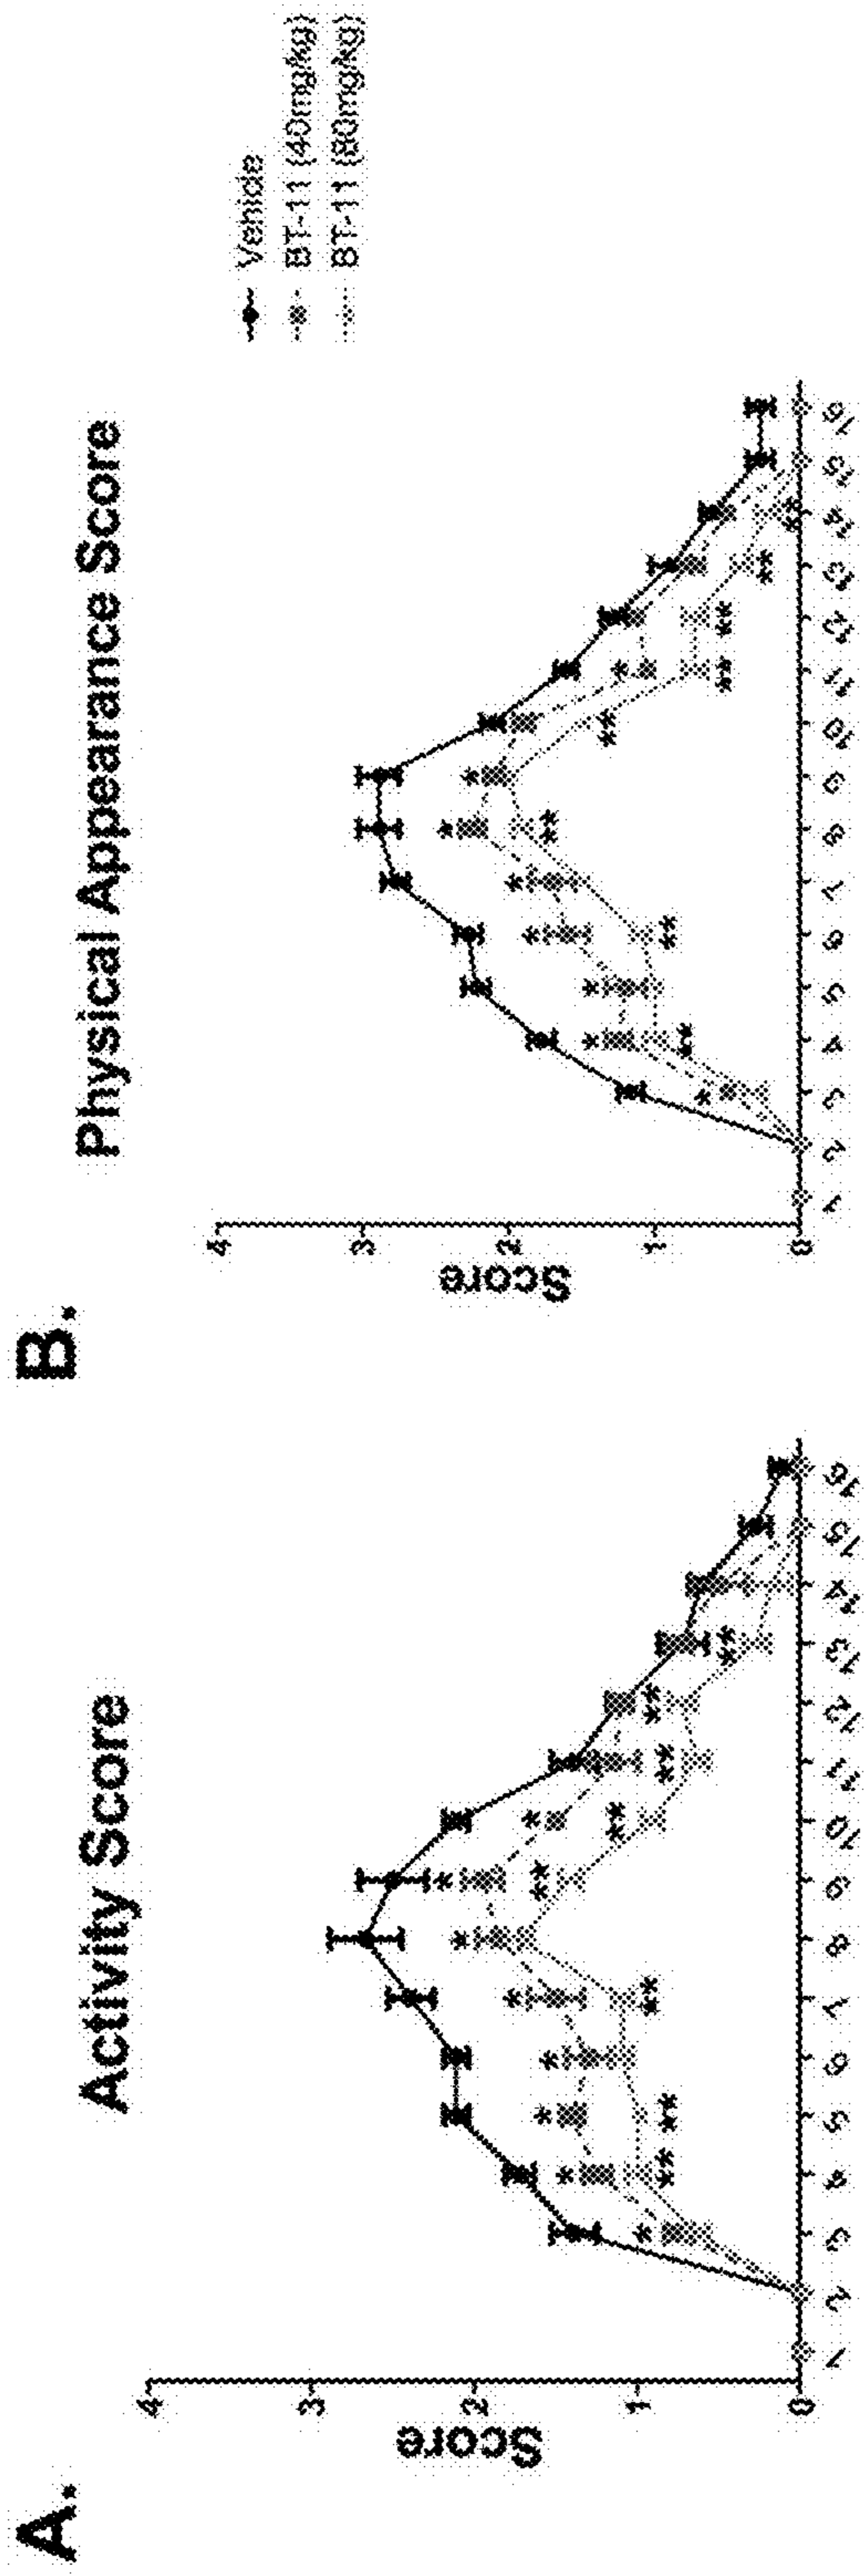 A.
Activity Score
Score
4
3
2
1
0
1 2 3 4 5 6 7 8 9 10 11 12 13 14 15 16
B.
Physical Appearance Score
Score
4
3
2
1
0
1 2 3 4 5 6 7 8 9 10 11 12 13 14 15 16
Vehicle
BT-11 (40mg/kg)
BT-11 (80mg/kg)